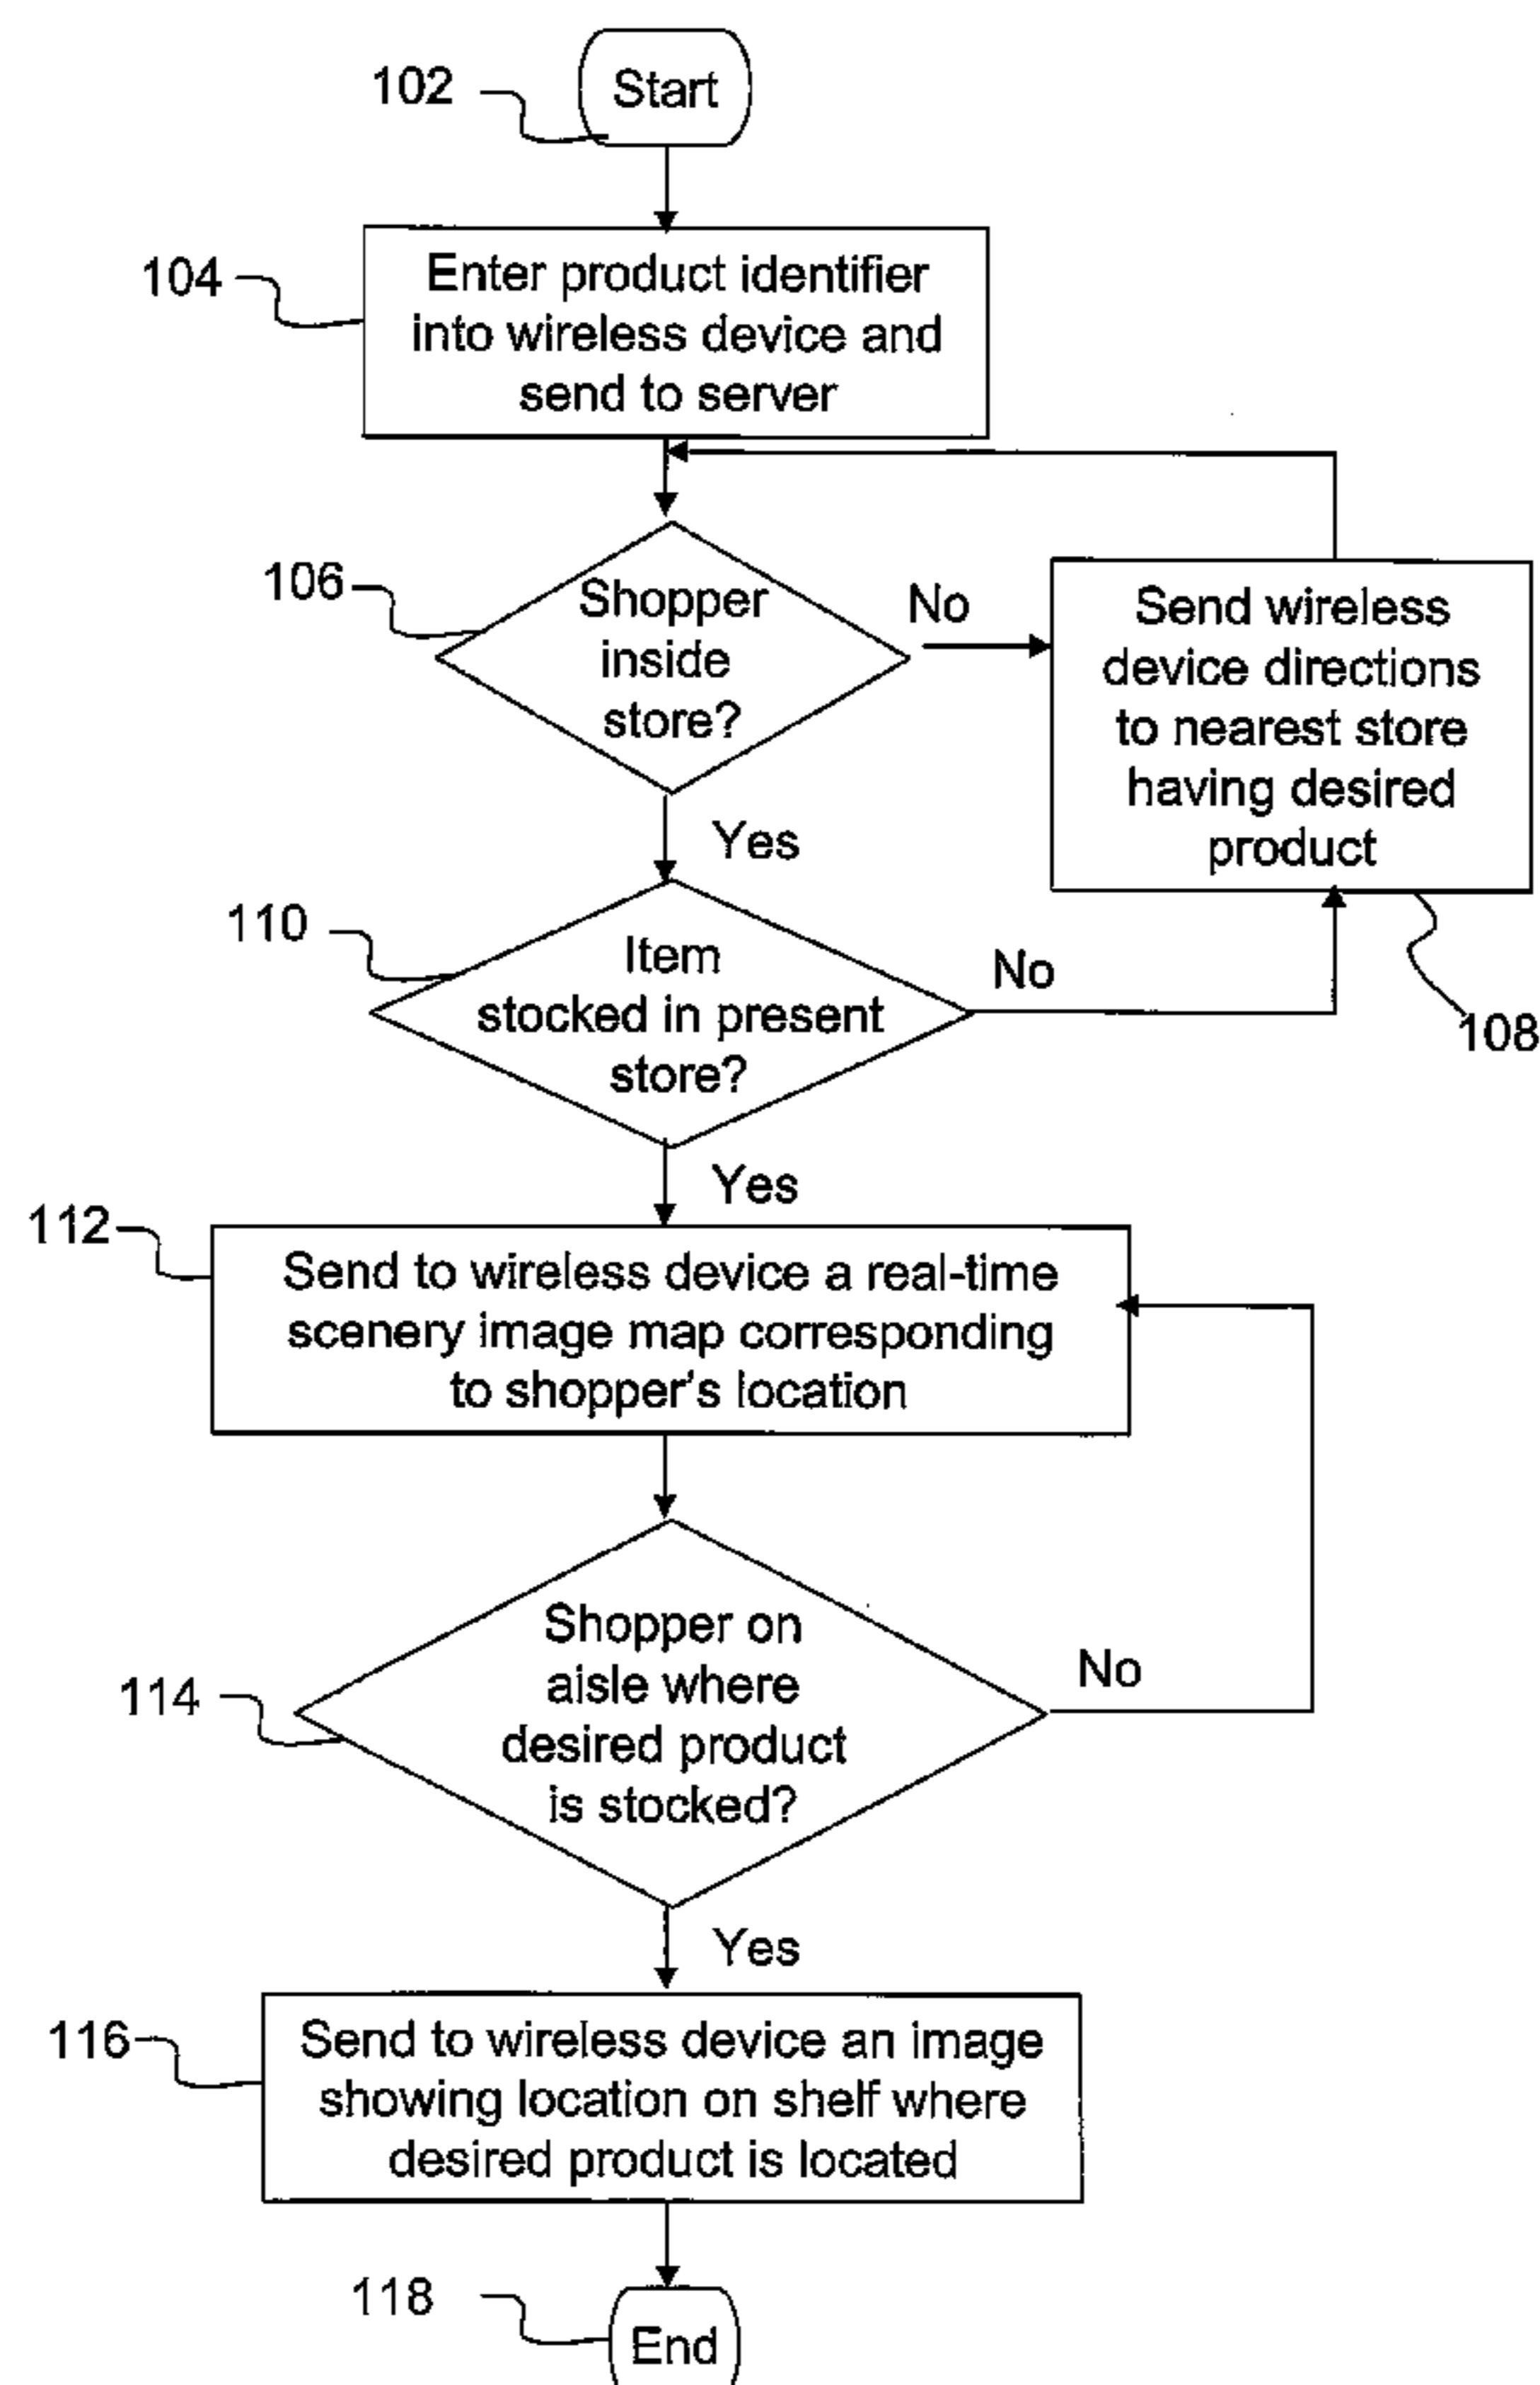 102
Start
104
Enter product identifier
into wireless device and
send to server
106
Shopper
inside
store?
No
Send wireless
device directions
to nearest store
having desired
product
108
Yes
110
Item
stocked in present
store?
No
Yes
112
Send to wireless device a real-time
scenery image map corresponding
to shopper's location
114
Shopper on
aisle where
desired product
is stocked?
No
Yes
116
Send to wireless device an image
showing location on shelf where
desired product is located
118
End